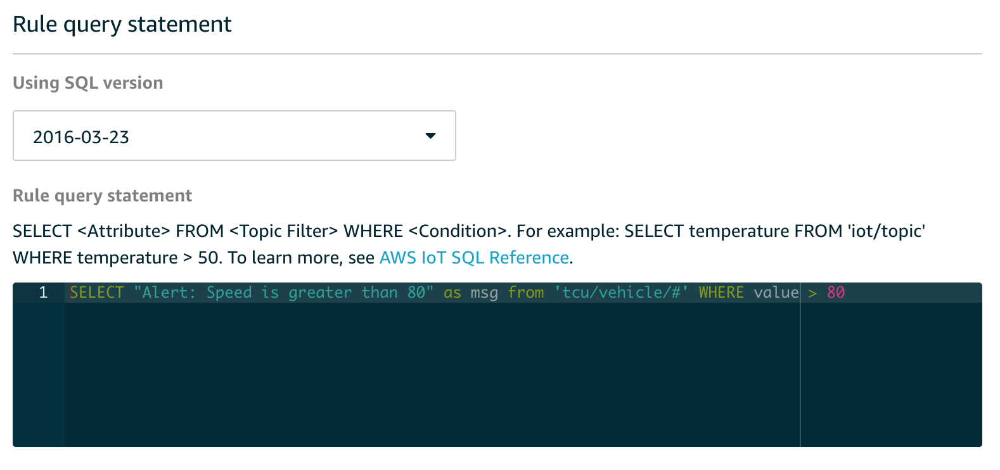 Rule query statement
Using SQL version
2016-03-23
Rule query statement
SELECT <Attribute> FROM <Topic Filter> WHERE <Condition>. For example: SELECT temperature FROM 'iot/topic'
WHERE temperature > 50. To learn more, see AWS IoT SQL Reference.
1 SELECT "Alert: Speed is greater than 80" as msg from 'tcu/vehicle/#' WHERE value > 80